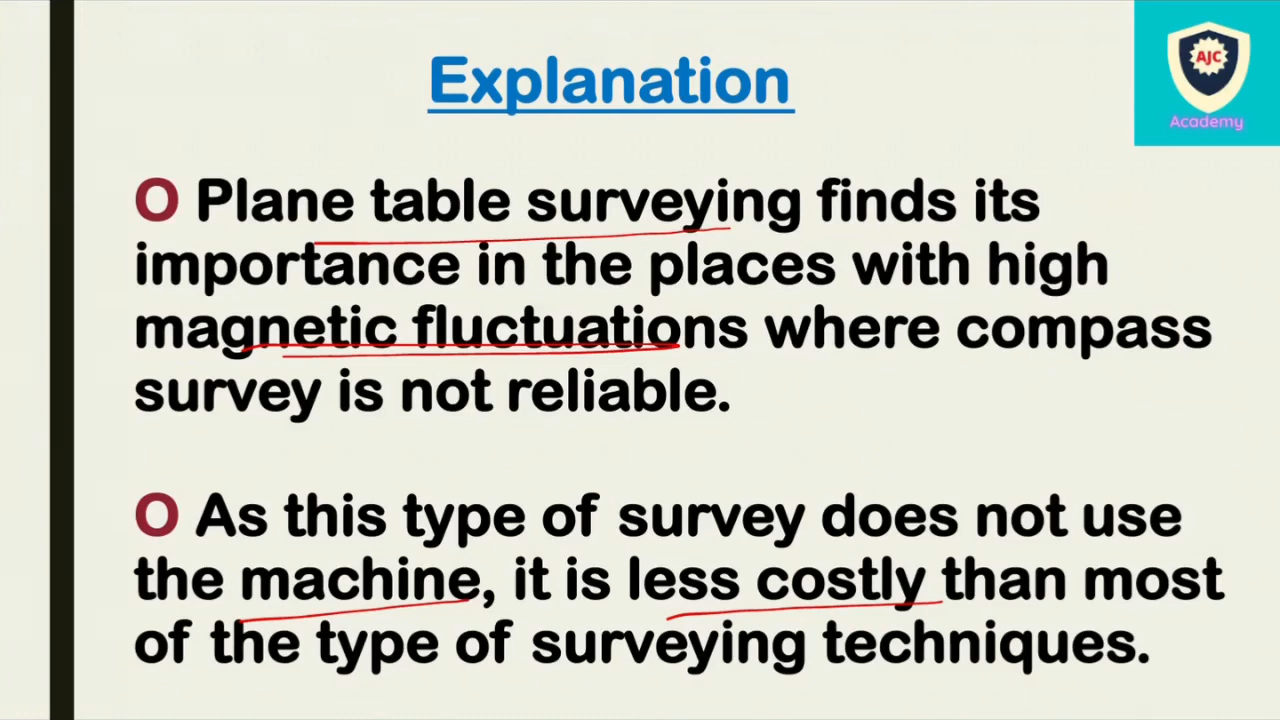 Explanation
AJC
Academy
O Plane table surveying finds its
importance in the places with high
magnetic fluctuations where compass
survey is not reliable.
O As this type of survey does not use
the machine, it is less costly than most
of the type of surveying techniques.